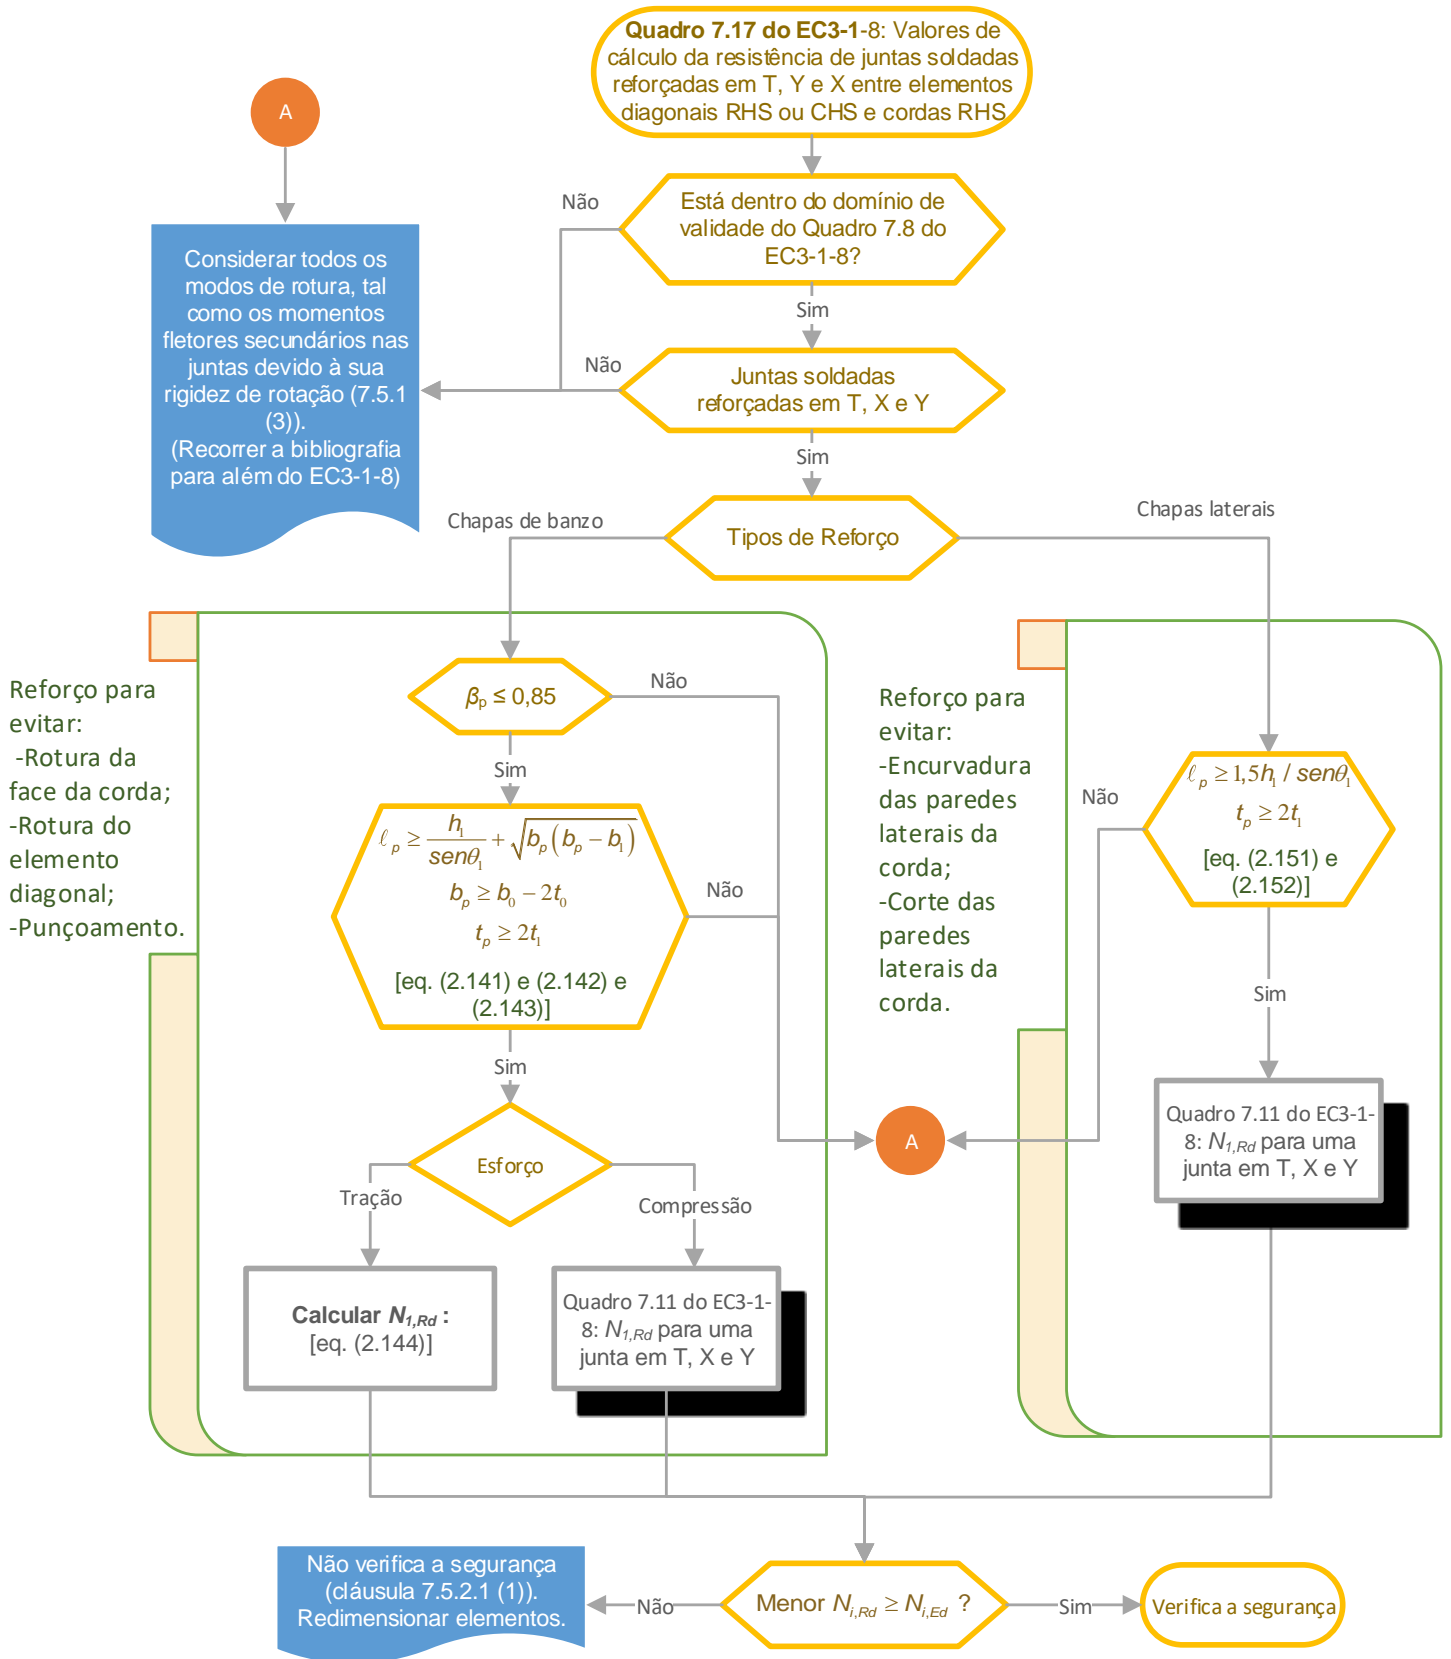 Quadro 7.17 do EC3-1-8: Valores de
cálculo da resistência de juntas soldadas
reforçadas em T, Y e X entre elementos
diagonais RHS ou CHS e cordas RHS
A
Não
Está dentro do domínio de
validade do Quadro 7.8 do
EC3-1-8?
Considerar todos os
modos de rotura, tal
como os momentos
fletores secundários nas
juntas devido à sua
rigidez de rotação (7.5.1
(3)).
(Recorrer a bibliografia
para além do EC3-1-8)
Sim
Não
Juntas soldadas
reforçadas em T, X e Y
Sim
Chapas de banzo
Tipos de Reforço
Chapas laterais
Reforço para
evitar:
-Rotura da
face da corda;
-Rotura do
elemento
diagonal;
-Punçoamento.
βp ≤ 0,85
Não
Sim
ℓp ≥ h1/senθ1 + √(bp(bp − b1))
bp ≥ b0 − 2t0
tp ≥ 2t1
[eq. (2.141) e (2.142) e
(2.143)]
Não
Sim
Esforço
Tração
Compressão
Calcular N1,Rd :
[eq. (2.144)]
Quadro 7.11 do EC3-1-
8: N1,Rd para uma
junta em T, X e Y
Reforço para
evitar:
-Encurvadura
das paredes
laterais da
corda;
-Corte das
paredes
laterais da
corda.
Não
ℓp ≥ 1,5h1 / senθ1
tp ≥ 2t1
[eq. (2.151) e
(2.152)]
Sim
A
Quadro 7.11 do EC3-1-
8: N1,Rd para uma
junta em T, X e Y
Não verifica a segurança
(cláusula 7.5.2.1 (1)).
Redimensionar elementos.
Não
Menor Ni,Rd ≥ Ni,Ed ?
Sim
Verifica a segurança